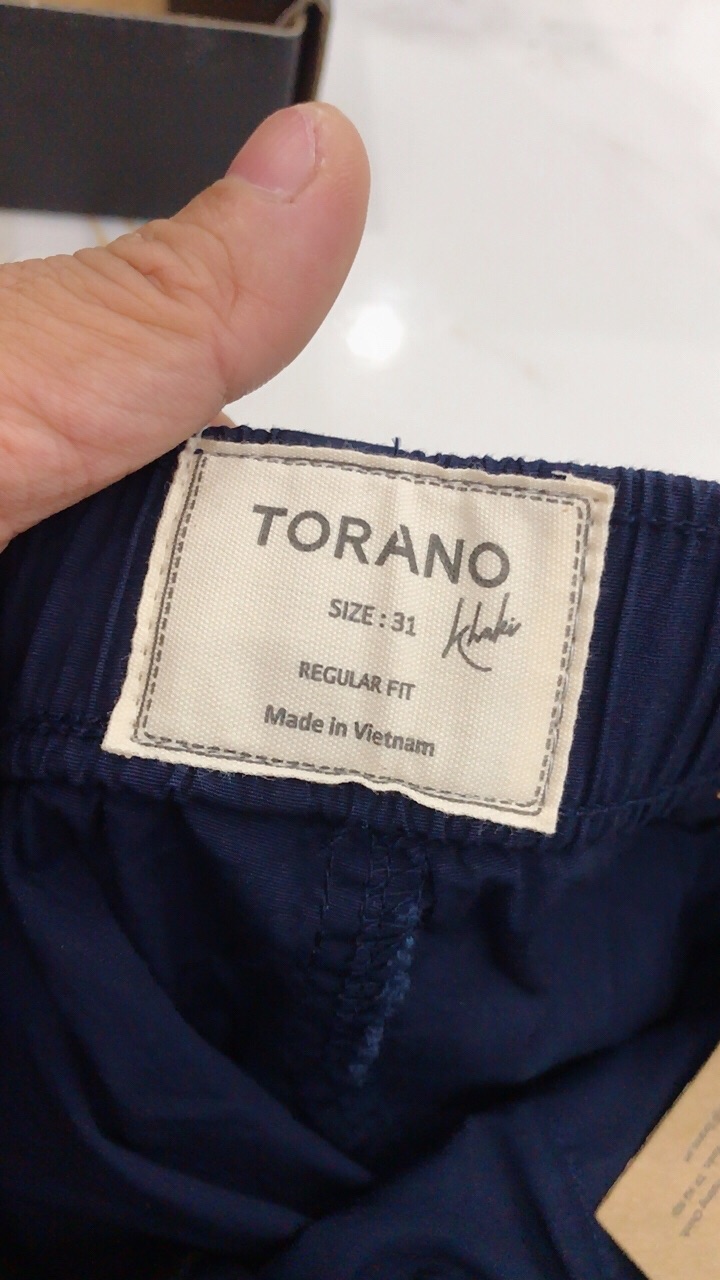 TORANO
SIZE : 31 Khaki
REGULAR FIT
Made in Vietnam